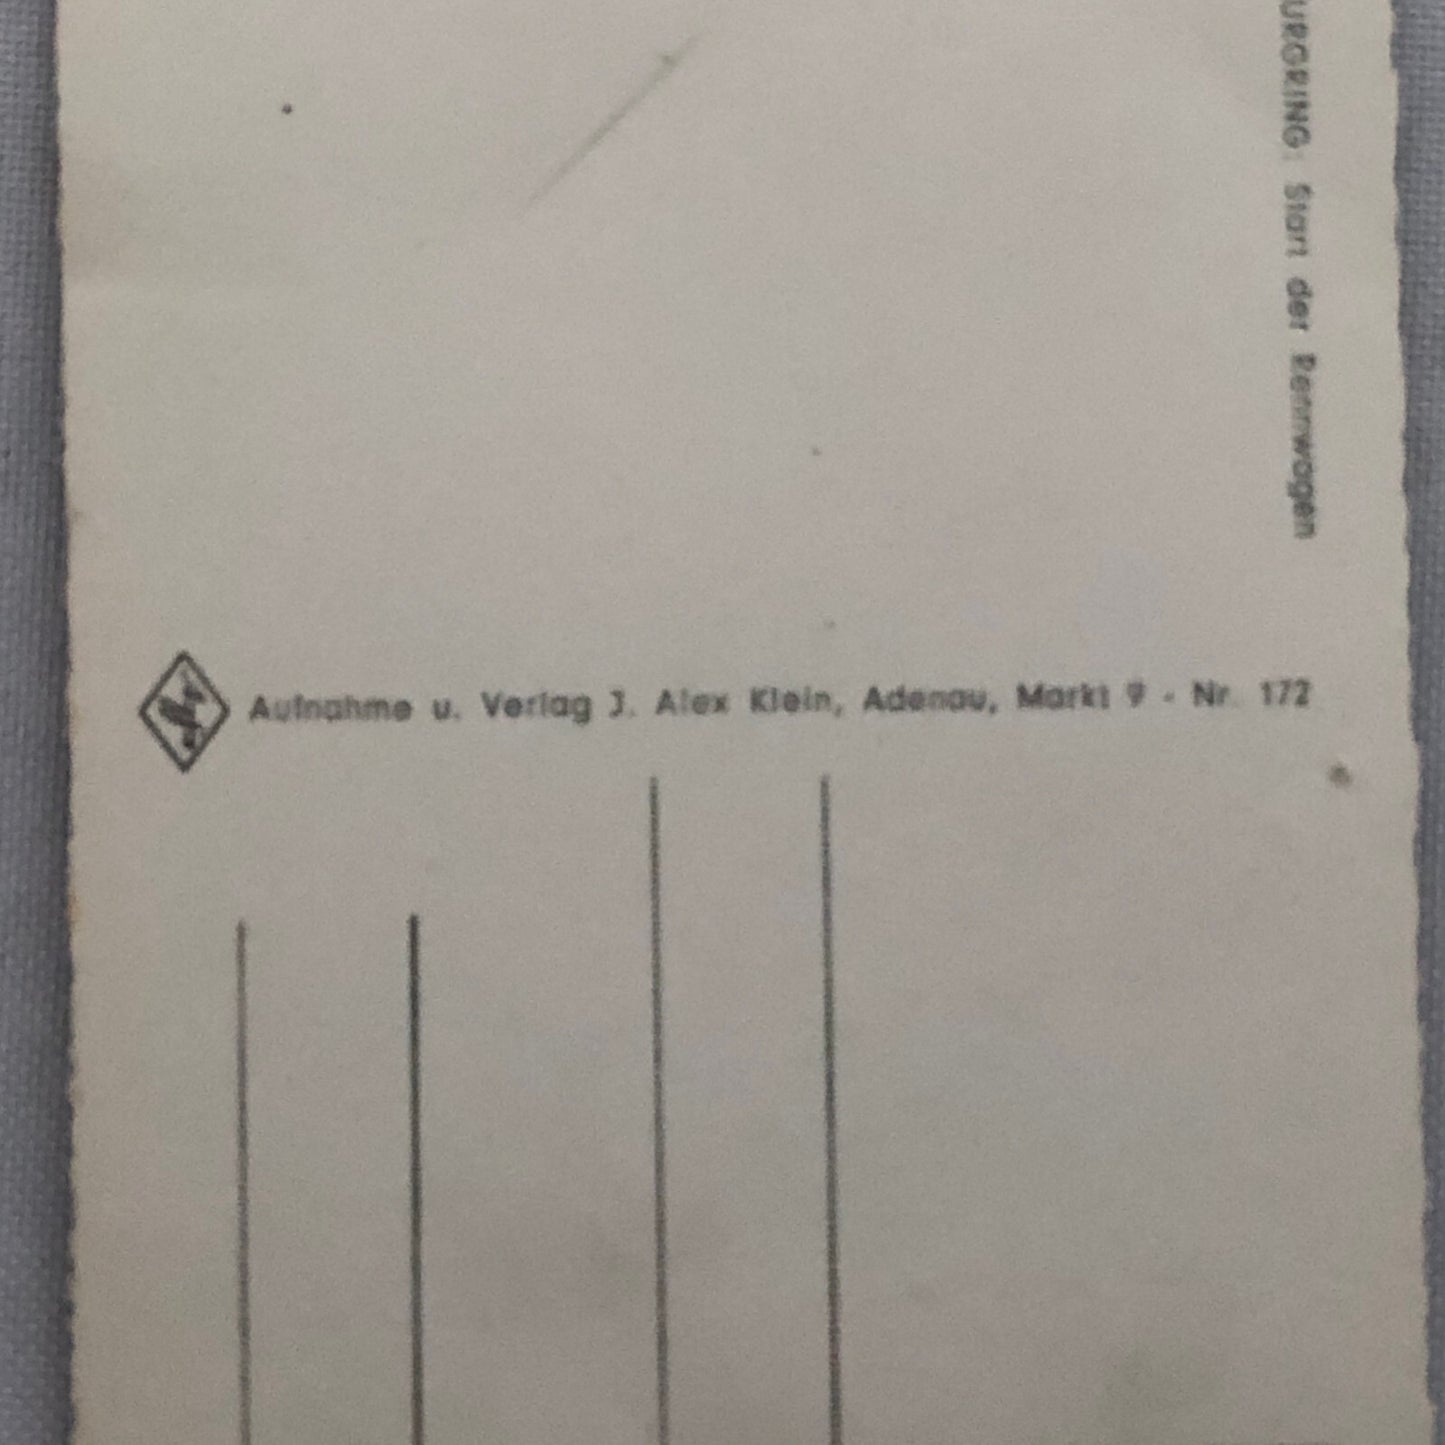 URGRING: Start der Rennwagen
Aufnahme u. Verlag J. Alex Klein, Adenau, Markt 9 - Nr. 172